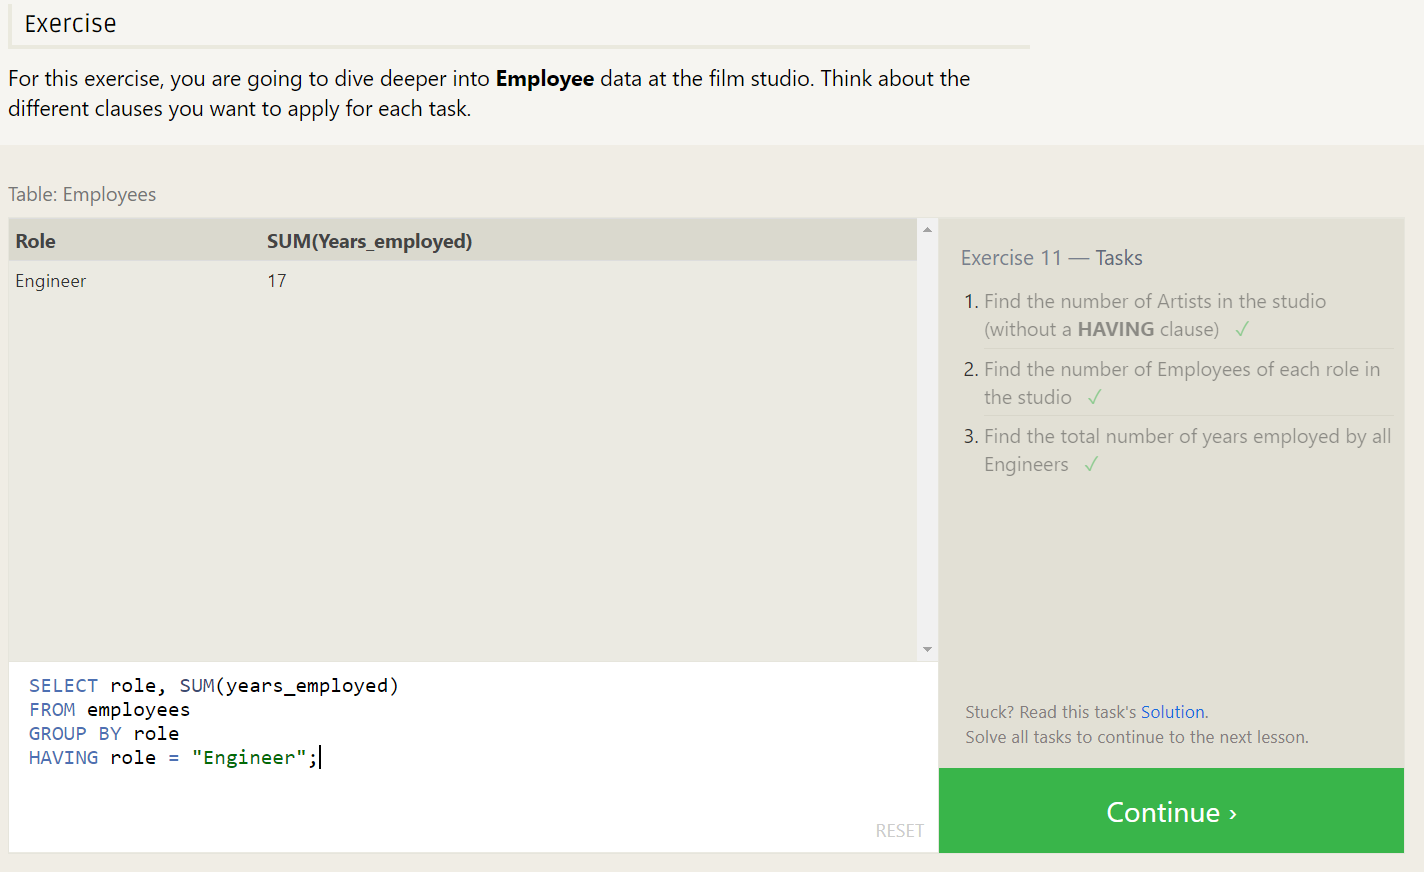 Exercise
For this exercise, you are going to dive deeper into Employee data at the film studio. Think about the
different clauses you want to apply for each task.
Table: Employees
Role SUM(Years_employed)
Engineer 17
SELECT role, SUM(years_employed)
FROM employees
GROUP BY role
HAVING role = "Engineer";
RESET
Exercise 11 — Tasks
1. Find the number of Artists in the studio
(without a HAVING clause) ✓
2. Find the number of Employees of each role in
the studio ✓
3. Find the total number of years employed by all
Engineers ✓
Stuck? Read this task's Solution.
Solve all tasks to continue to the next lesson.
Continue ›